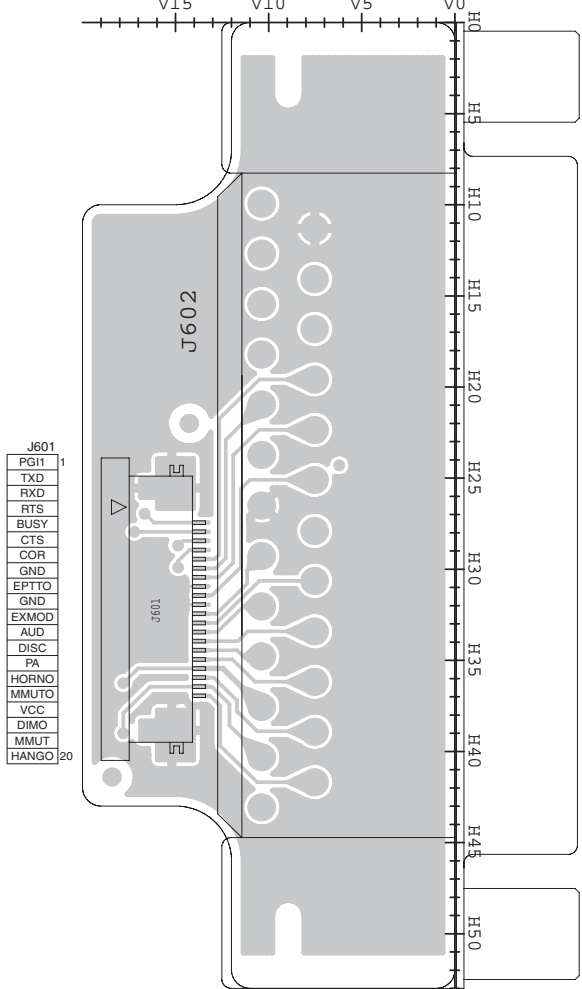 V15
V10
V5
V0
H0
H5
H10
H15
H20
H25
H30
H35
H40
H45
H50
J602
J601
J601
PGI1 1
TXD
RXD
RTS
BUSY
CTS
COR
GND
EPTTO
GND
EXMOD
AUD
DISC
PA
HORNO
MMUTO
VCC
DIMO
MMUT
HANGO 20